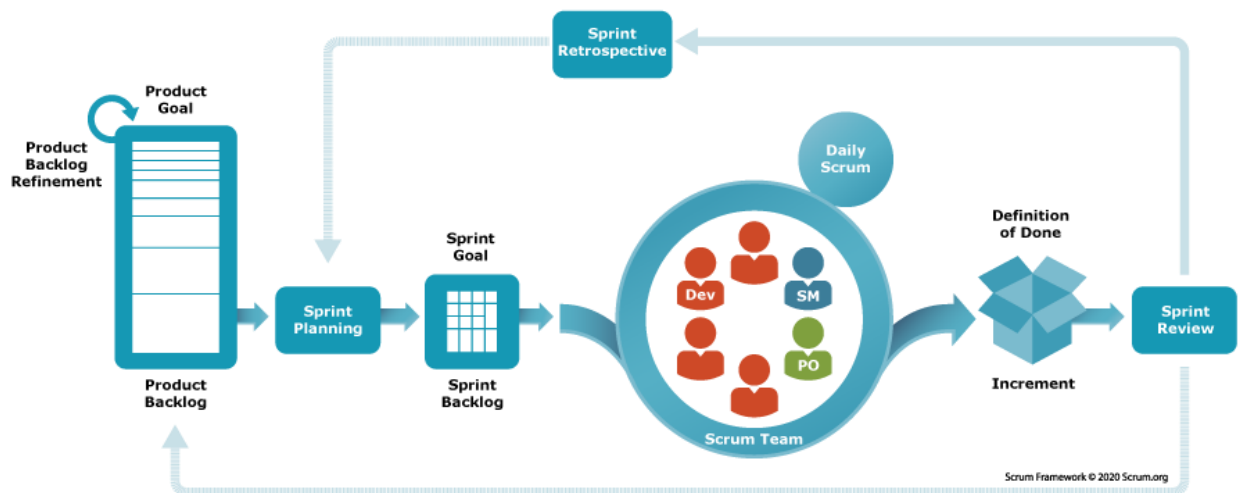 Sprint
Retrospective
Product
Goal
Product
Backlog
Refinement
Daily
Scrum
Sprint
Goal
Definition
of Done
Dev
SM
Sprint
Planning
Sprint
Review
PO
Product
Backlog
Sprint
Backlog
Increment
Scrum Team
Scrum Framework © 2020 Scrum.org